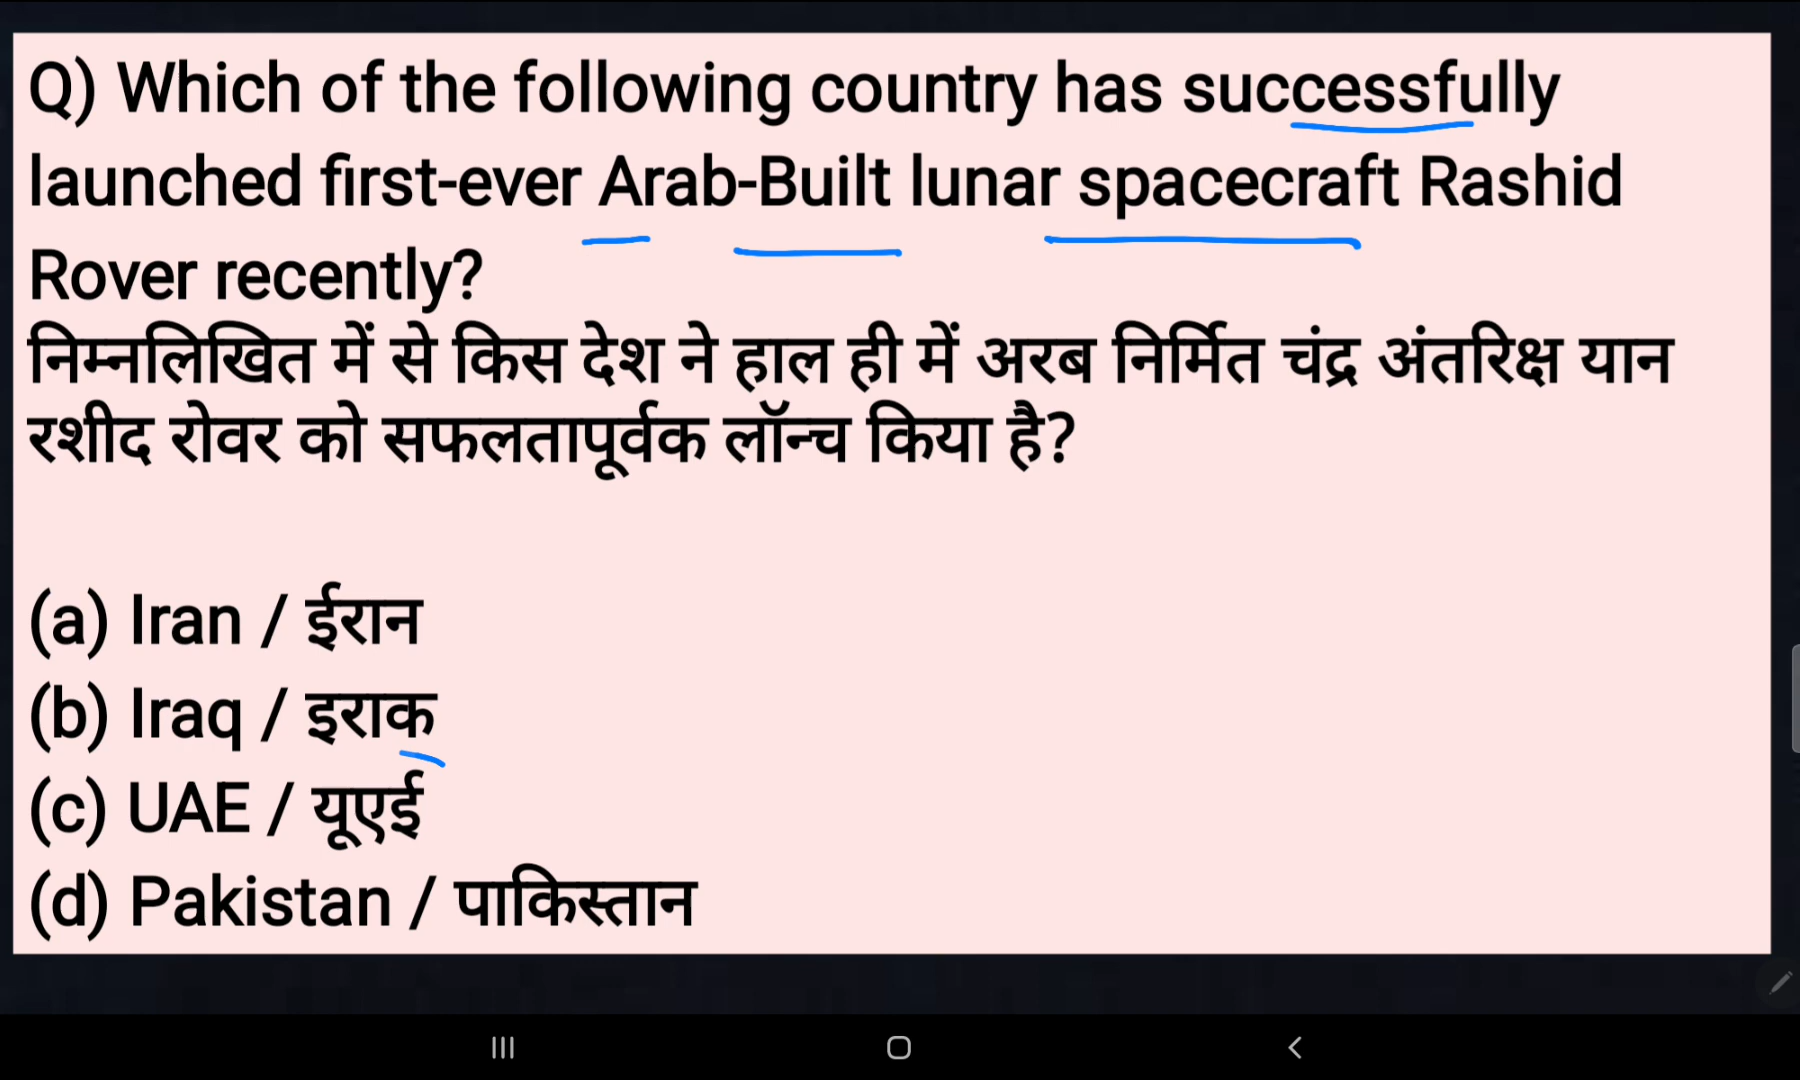 Q) Which of the following country has successfully
launched first-ever Arab-Built lunar spacecraft Rashid
Rover recently?
निम्नलिखित में से किस देश ने हाल ही में अरब निर्मित चंद्र अंतरिक्ष यान
रशीद रोवर को सफलतापूर्वक लॉन्च किया है?
(a) Iran / ईरान
(b) Iraq / इराक
(c) UAE / यूएई
(d) Pakistan / पाकिस्तान